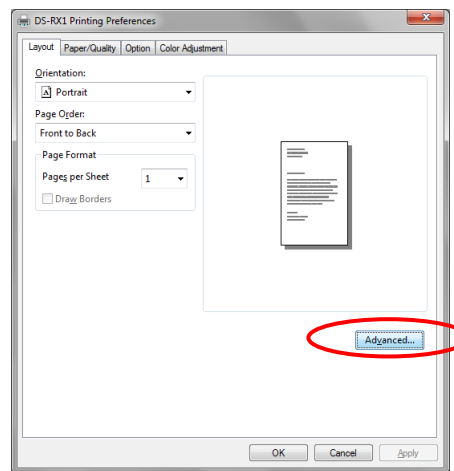 DS-RX1 Printing Preferences
Layout Paper/Quality Option Color Adjustment
Orientation:
Portrait
Page Order:
Front to Back
Page Format
Pages per Sheet 1
Draw Borders
Advanced...
OK Cancel Apply